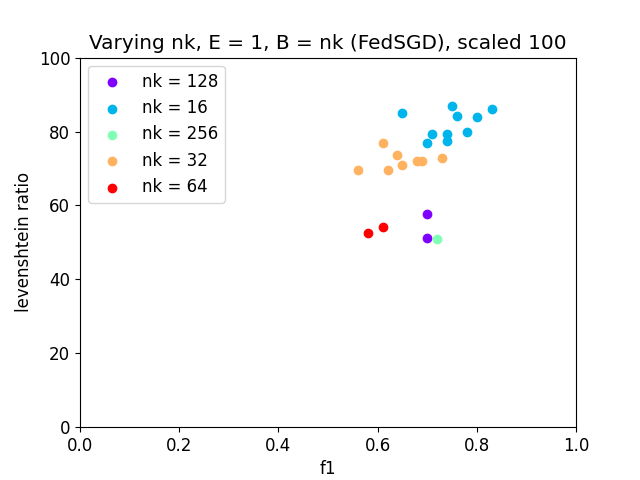 Varying nk, E = 1, B = nk (FedSGD), scaled 100
100
80
60
40
20
0
levenshtein ratio
nk = 128
nk = 16
nk = 256
nk = 32
nk = 64
0.0 0.2 0.4 0.6 0.8 1.0
f1